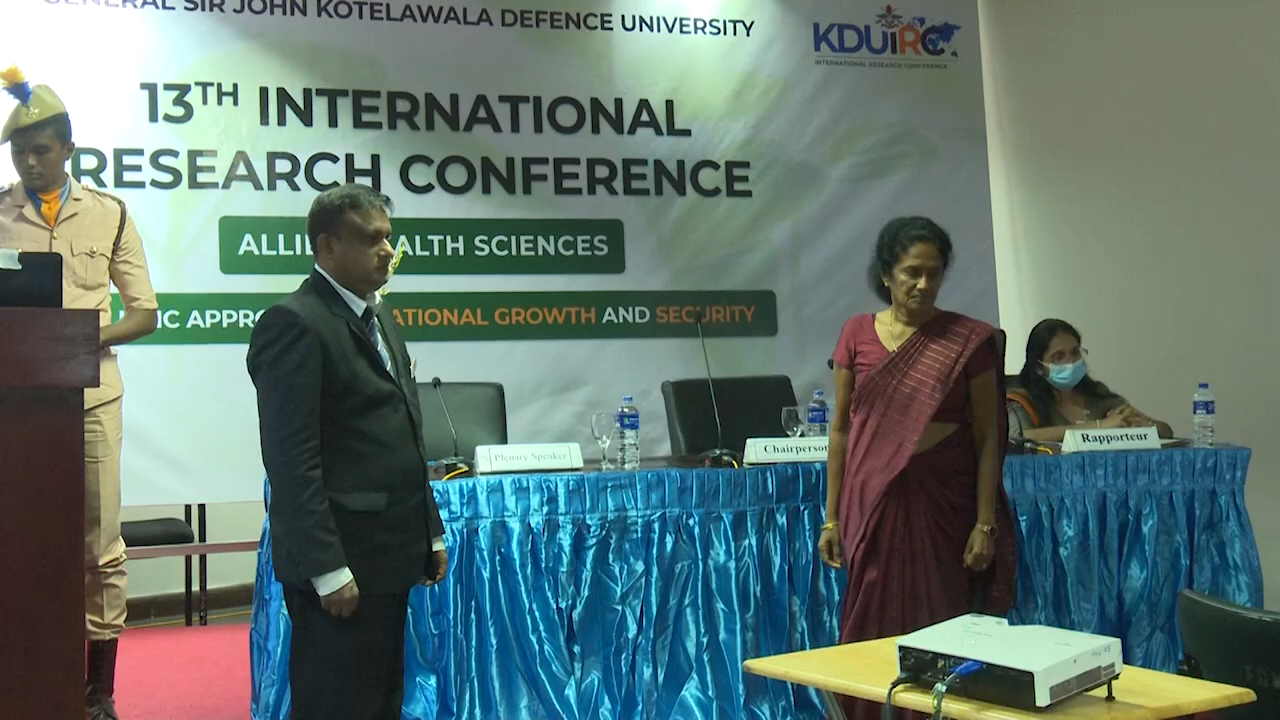 GENERAL SIR JOHN KOTELAWALA DEFENCE UNIVERSITY
KDUIRC
INTERNATIONAL RESEARCH CONFERENCE
13TH INTERNATIONAL
RESEARCH CONFERENCE
ALLI HEALTH SCIENCES
APPRO ATIONAL GROWTH AND SECURITY
Plenary Speaker
Chairperson
Rapporteur